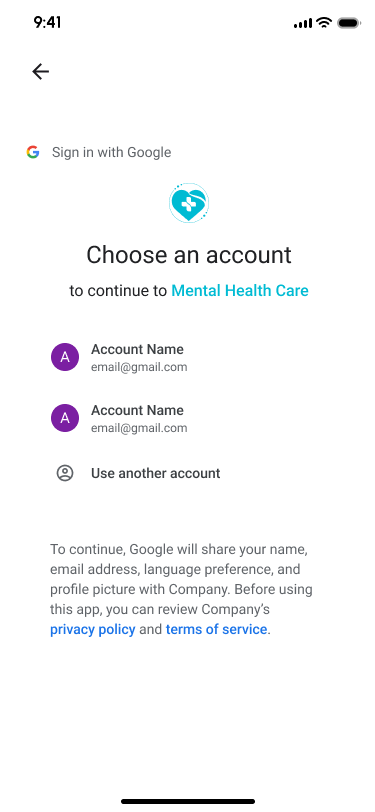 9:41
Sign in with Google
Choose an account
to continue to Mental Health Care
A
Account Name
email@gmail.com
A
Account Name
email@gmail.com
Use another account
To continue, Google will share your name,
email address, language preference, and
profile picture with Company. Before using
this app, you can review Company’s
privacy policy and terms of service.